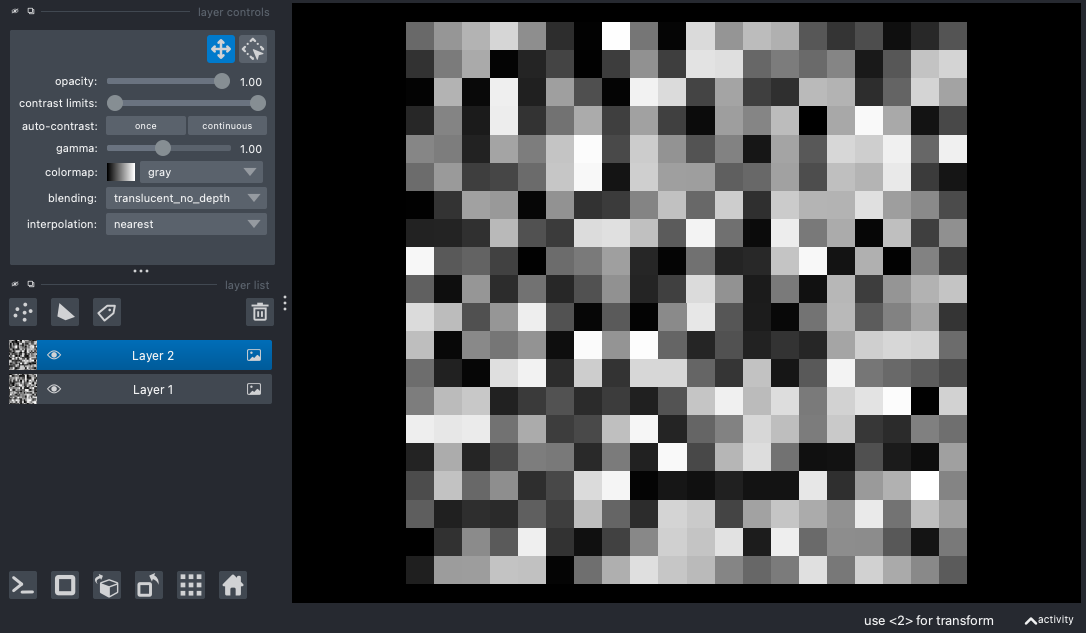 layer controls
opacity: 1.00
contrast limits:
auto-contrast: once continuous
gamma: 1.00
colormap: gray
blending: translucent_no_depth
interpolation: nearest
layer list
Layer 2
Layer 1
use <2> for transform activity